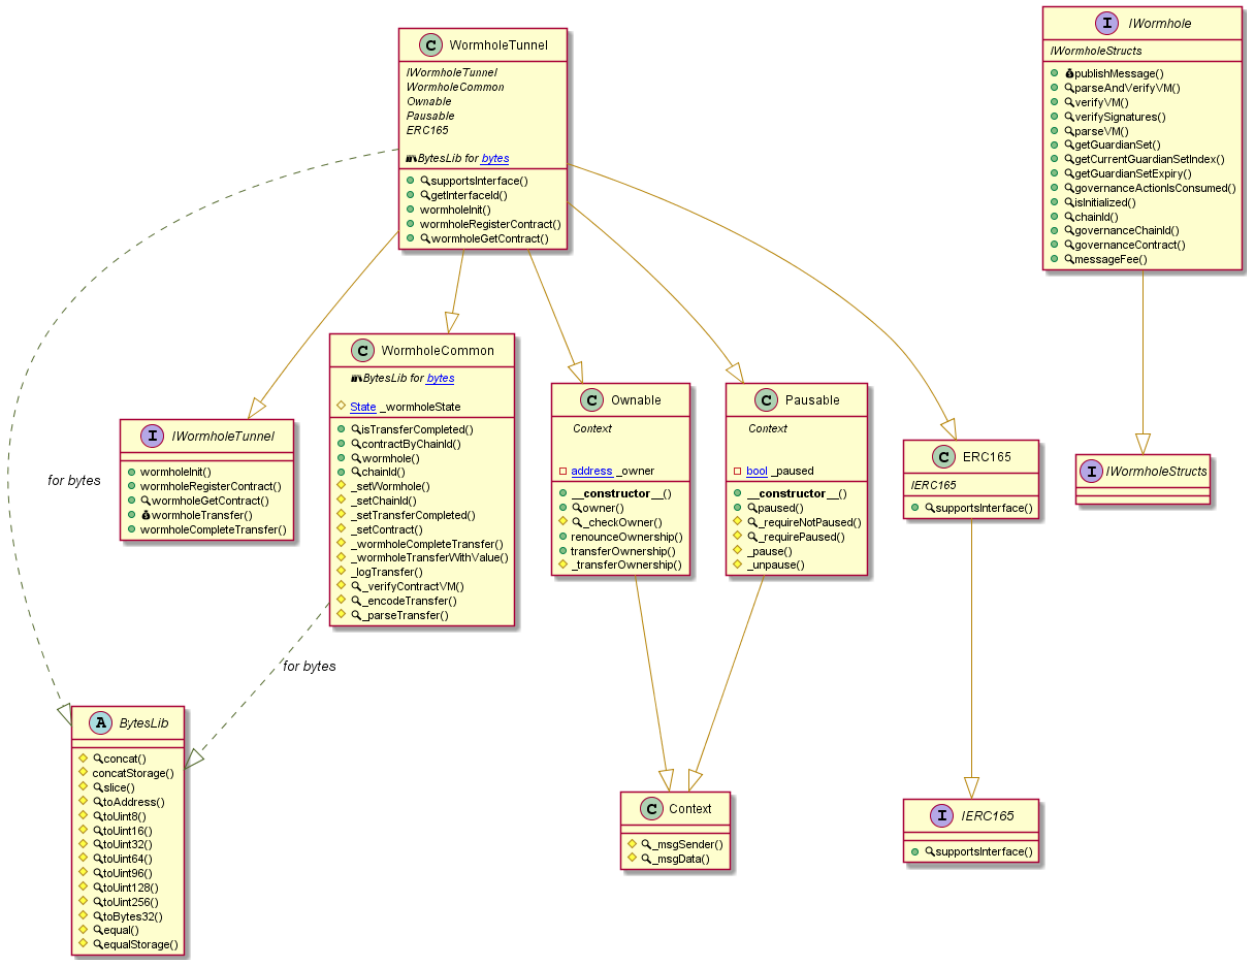 C WormholeTunnel
IWormholeTunnel
WormholeCommon
Ownable
Pausable
ERC165
BytesLib for bytes
supportsInterface()
getInterfaceId()
wormholeInit()
wormholeRegisterContract()
wormholeGetContract()
I IWormhole
IWormholeStructs
publishMessage()
parseAndVerifyVM()
verifyVM()
verifySignatures()
parseVM()
getGuardianSet()
getCurrentGuardianSetIndex()
getGuardianSetExpiry()
governanceActionIsConsumed()
isInitialized()
chainId()
governanceChainId()
governanceContract()
messageFee()
for bytes
I IWormholeTunnel
wormholeInit()
wormholeRegisterContract()
wormholeGetContract()
wormholeTransfer()
wormholeCompleteTransfer()
C WormholeCommon
BytesLib for bytes
State _wormholeState
isTransferCompleted()
contractByChainId()
wormhole()
chainId()
_setWormhole()
_setChainId()
_setTransferCompleted()
_setContract()
_wormholeCompleteTransfer()
_wormholeTransferWithValue()
_logTransfer()
_verifyContractVM()
_encodeTransfer()
_parseTransfer()
C Ownable
Context
address _owner
__constructor__()
owner()
_checkOwner()
renounceOwnership()
transferOwnership()
_transferOwnership()
C Pausable
Context
bool _paused
__constructor__()
paused()
_requireNotPaused()
_requirePaused()
_pause()
_unpause()
C ERC165
IERC165
supportsInterface()
I IWormholeStructs
for bytes
A BytesLib
concat()
concatStorage()
slice()
toAddress()
toUint8()
toUint16()
toUint32()
toUint64()
toUint96()
toUint128()
toUint256()
toBytes32()
equal()
equalStorage()
C Context
_msgSender()
_msgData()
I IERC165
supportsInterface()